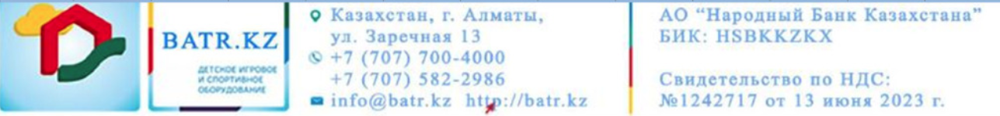 BATR.KZ
ДЕТСКОЕ ИГРОВОЕ
И СПОРТИВНОЕ
ОБОРУДОВАНИЕ
Казахстан, г. Алматы,
ул. Заречная 13
+7 (707) 700-4000
+7 (707) 582-2986
info@batr.kz http://batr.kz
АО “Народный Банк Казахстана”
БИК: HSBKKZKX
Свидетельство по НДС:
№1242717 от 13 июня 2023 г.